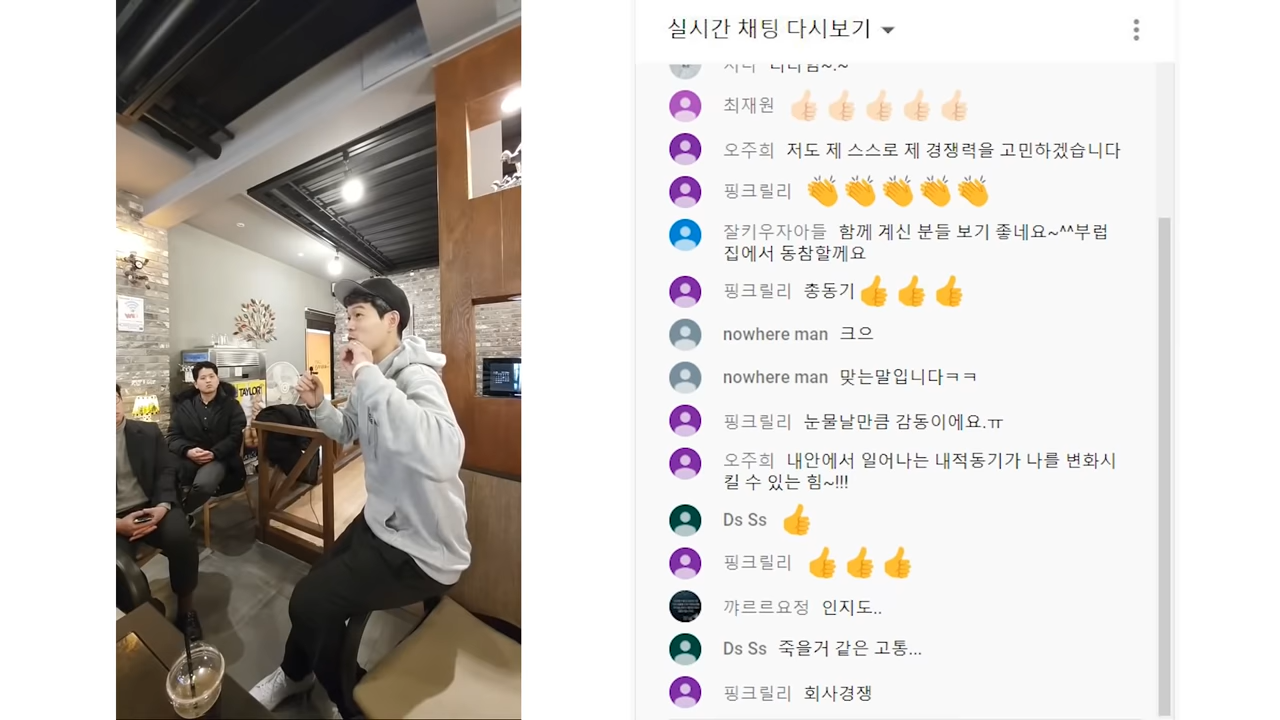 실시간 채팅 다시보기
최재원 👍🏻👍🏻👍🏻👍🏻👍🏻
오주희 저도 제 스스로 제 경쟁력을 고민하겠습니다
핑크릴리 👏👏👏👏👏
잘키우자아들 함께 계신 분들 보기 좋네요~^^부럽
집에서 동참할께요
핑크릴리 총동기👍👍👍
nowhere man 크으
nowhere man 맞는말입니다ㅋㅋ
핑크릴리 눈물날만큼 감동이에요.ㅠ
오주희 내안에서 일어나는 내적동기가 나를 변화시
킬 수 있는 힘~!!!
Ds Ss 👍
핑크릴리 👍👍👍
꺄르르요정 인지도..
Ds Ss 죽을거 같은 고통...
핑크릴리 회사경쟁
TAYLOR